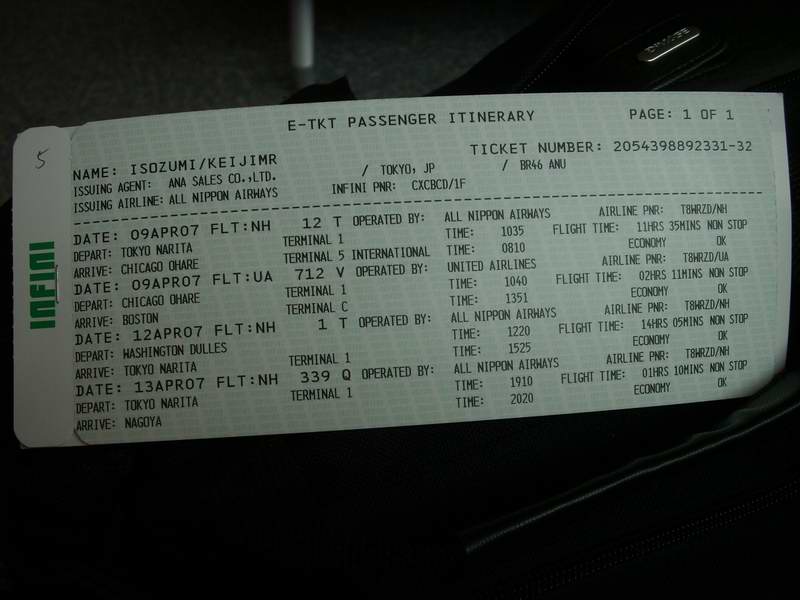 DiMAGE
5
INFINI
E-TKT PASSENGER ITINERARY PAGE: 1 OF 1
TICKET NUMBER: 2054398892331-32
NAME: ISOZUMI/KEIJIMR
ISSUING AGENT: ANA SALES CO.,LTD. / TOKYO, JP / BR46 ANU
ISSUING AIRLINE: ALL NIPPON AIRWAYS INFINI PNR: CXCBCD/1F
DATE: 09APR07 FLT:NH 12 T OPERATED BY: ALL NIPPON AIRWAYS AIRLINE PNR: T8WRZD/NH
DEPART: TOKYO NARITA TERMINAL 1 TIME: 1035 FLIGHT TIME: 11HRS 35MINS NON STOP
ARRIVE: CHICAGO OHARE TERMINAL 5 INTERNATIONAL TIME: 0810 ECONOMY OK
DATE: 09APR07 FLT:UA 712 V OPERATED BY: UNITED AIRLINES AIRLINE PNR: T8WRZD/UA
DEPART: CHICAGO OHARE TERMINAL 1 TIME: 1040 FLIGHT TIME: 02HRS 11MINS NON STOP
ARRIVE: BOSTON TERMINAL C TIME: 1351 ECONOMY OK
DATE: 12APR07 FLT:NH 1 T OPERATED BY: ALL NIPPON AIRWAYS AIRLINE PNR: T8WRZD/NH
DEPART: WASHINGTON DULLES TIME: 1220 FLIGHT TIME: 14HRS 05MINS NON STOP
ARRIVE: TOKYO NARITA TERMINAL 1 TIME: 1525 ECONOMY OK
DATE: 13APR07 FLT:NH 339 Q OPERATED BY: ALL NIPPON AIRWAYS AIRLINE PNR: T8WRZD/NH
DEPART: TOKYO NARITA TERMINAL 1 TIME: 1910 FLIGHT TIME: 01HRS 10MINS NON STOP
ARRIVE: NAGOYA TIME: 2020 ECONOMY OK